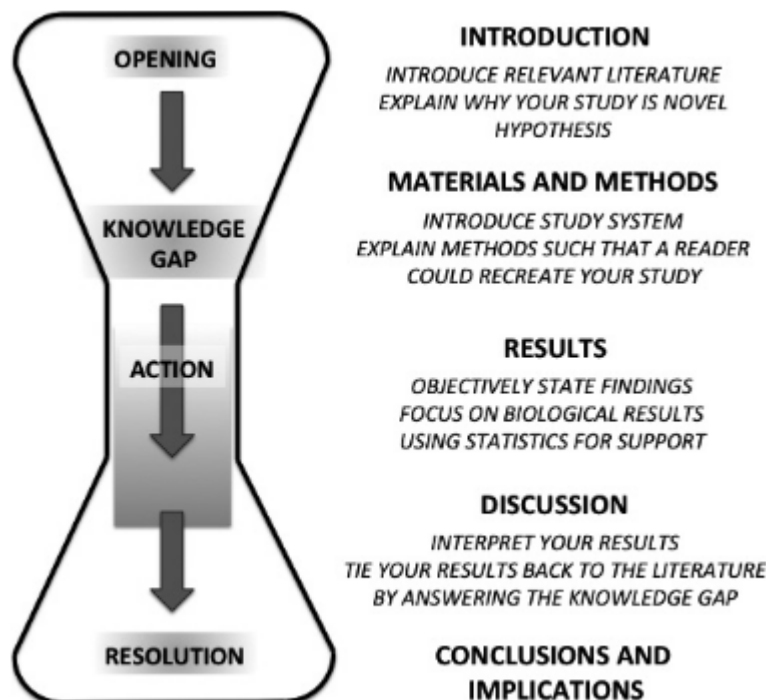 OPENING
KNOWLEDGE
GAP
ACTION
RESOLUTION
INTRODUCTION
INTRODUCE RELEVANT LITERATURE
EXPLAIN WHY YOUR STUDY IS NOVEL
HYPOTHESIS
MATERIALS AND METHODS
INTRODUCE STUDY SYSTEM
EXPLAIN METHODS SUCH THAT A READER
COULD RECREATE YOUR STUDY
RESULTS
OBJECTIVELY STATE FINDINGS
FOCUS ON BIOLOGICAL RESULTS
USING STATISTICS FOR SUPPORT
DISCUSSION
INTERPRET YOUR RESULTS
TIE YOUR RESULTS BACK TO THE LITERATURE
BY ANSWERING THE KNOWLEDGE GAP
CONCLUSIONS AND
IMPLICATIONS